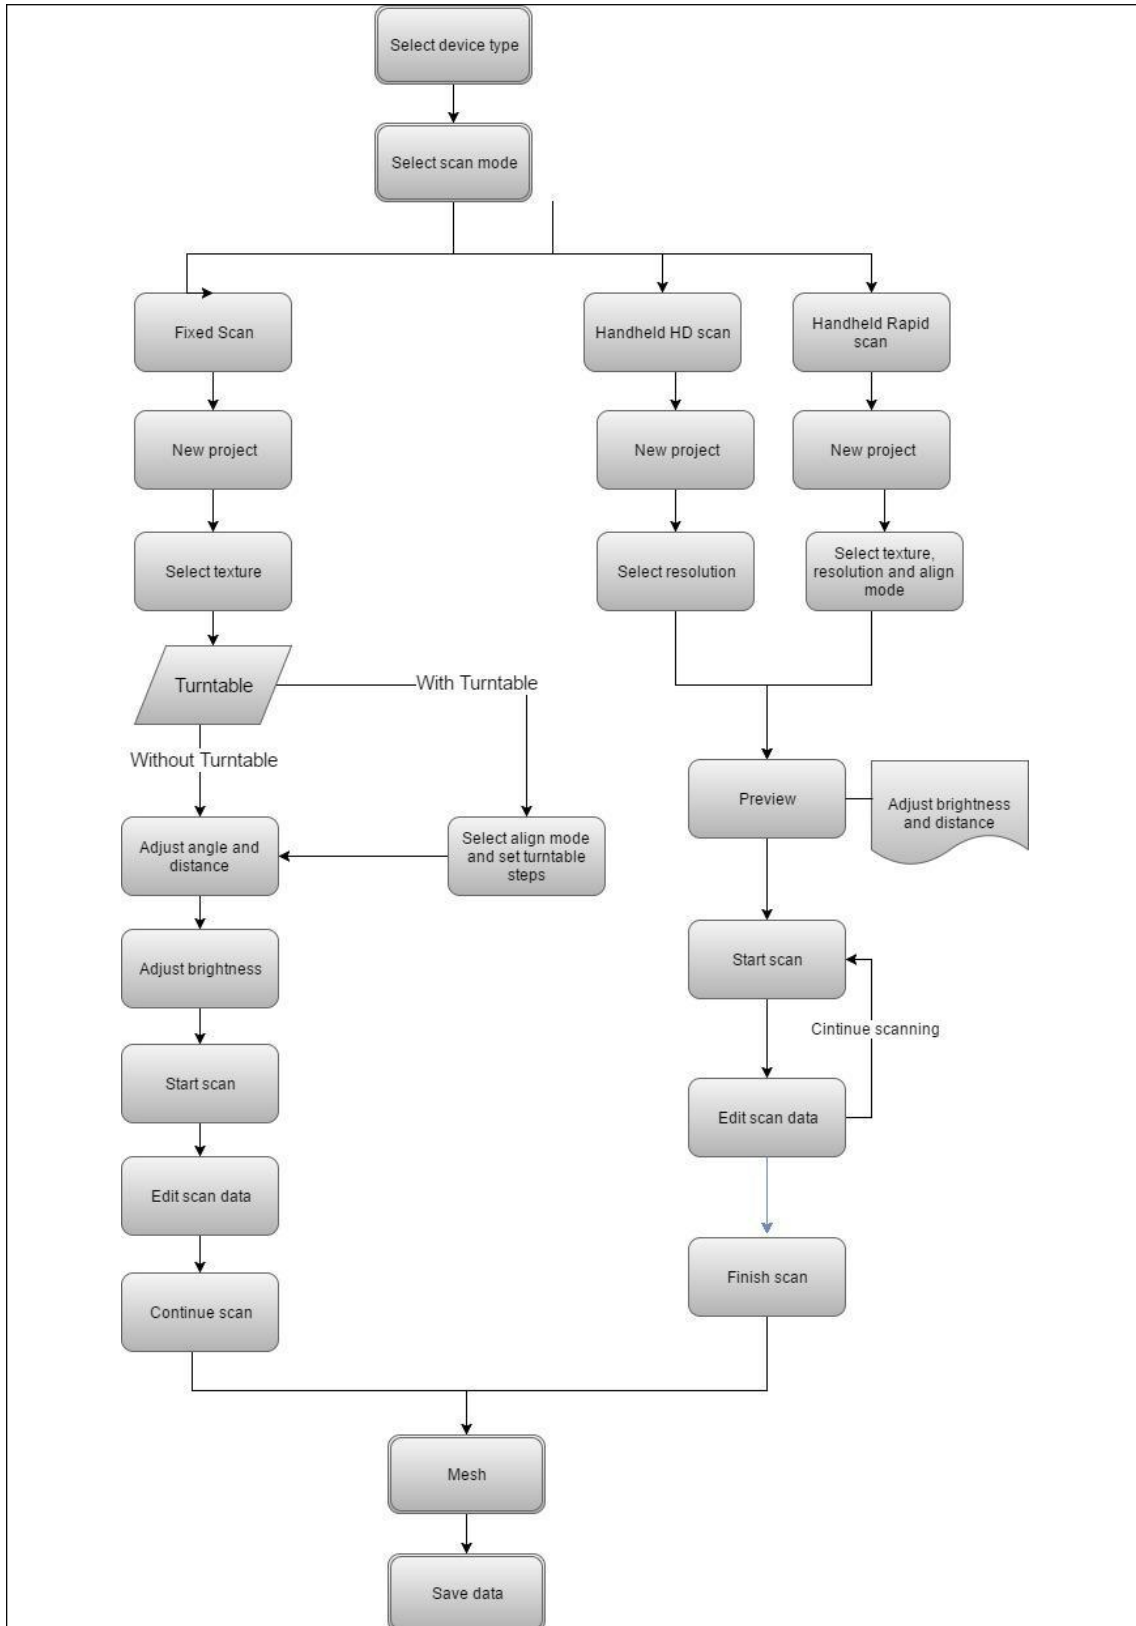 Select device type
Select scan mode
Fixed Scan
Handheld HD scan
Handheld Rapid
scan
New project
New project
New project
Select texture
Select resolution
Select texture,
resolution and align
mode
Turntable
With Turntable
Without Turntable
Preview
Adjust brightness
and distance
Adjust angle and
distance
Select align mode
and set turntable
steps
Adjust brightness
Start scan
Cintinue scanning
Start scan
Edit scan data
Edit scan data
Finish scan
Continue scan
Mesh
Save data